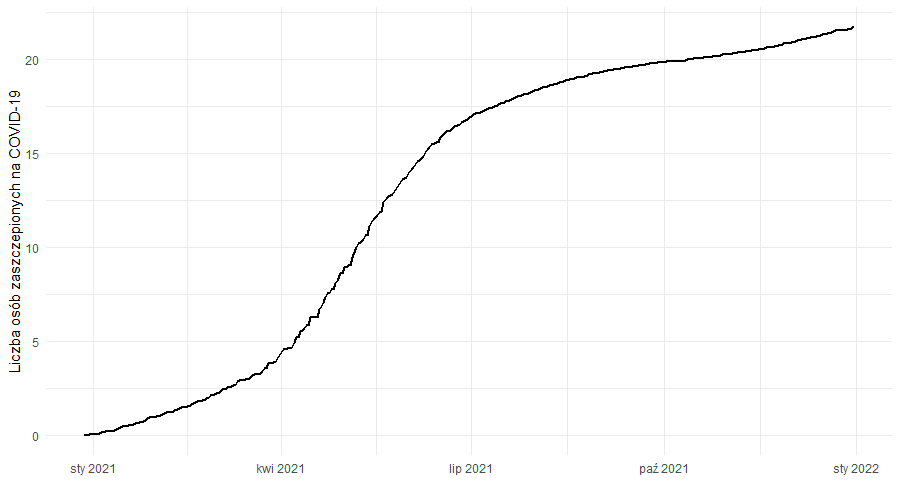 Liczba osób zaszczepionych na COVID-19
20
15
10
5
0
sty 2021
kwi 2021
lip 2021
paź 2021
sty 2022